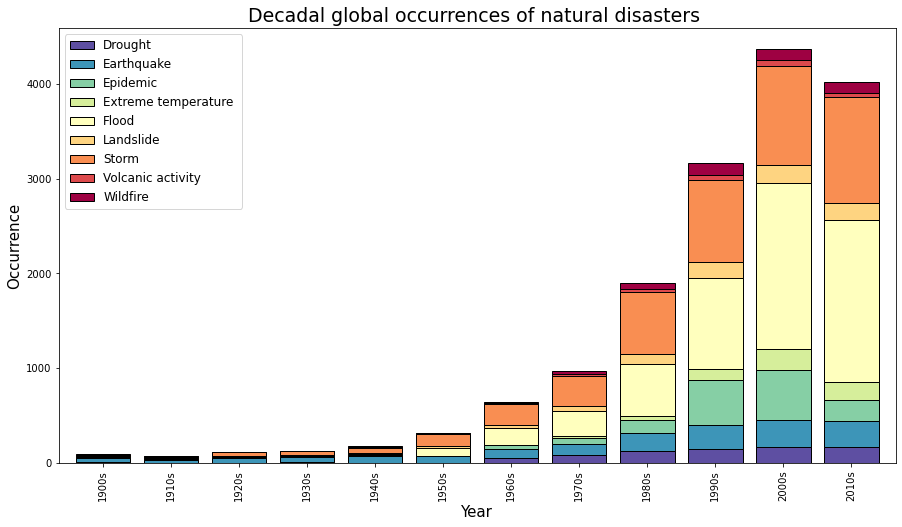 Decadal global occurrences of natural disasters
Drought
Earthquake
Epidemic
Extreme temperature
Flood
Landslide
Storm
Volcanic activity
Wildfire
Occurrence
4000
3000
2000
1000
0
1900s
1910s
1920s
1930s
1940s
1950s
1960s
1970s
1980s
1990s
2000s
2010s
Year